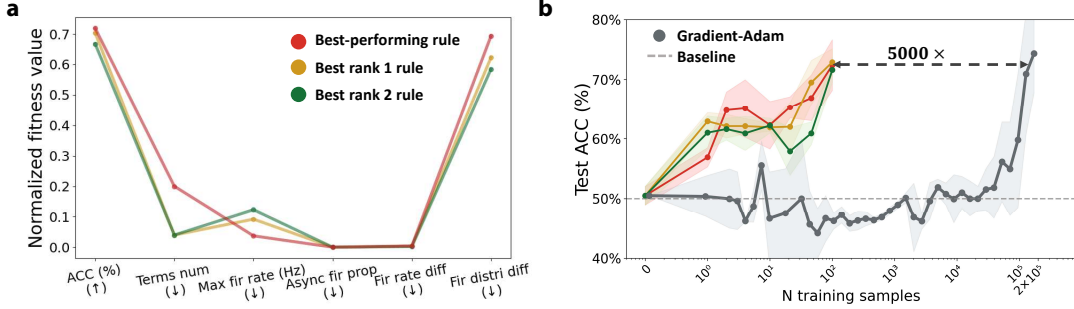 a
Normalized fitness value
0.7
0.6
0.5
0.4
0.3
0.2
0.1
0.0
Best-performing rule
Best rank 1 rule
Best rank 2 rule
ACC (%)
(↑)
Terms num
(↓)
Max fir rate (Hz)
(↓)
Async fir prop
(↓)
Fir rate diff
(↓)
Fir distri diff
(↓)
b
Test ACC (%)
80%
70%
60%
50%
40%
Gradient-Adam
Baseline
5000 ×
0
10⁰
10¹
10²
10³
10⁴
10⁵
2×10⁵
N training samples